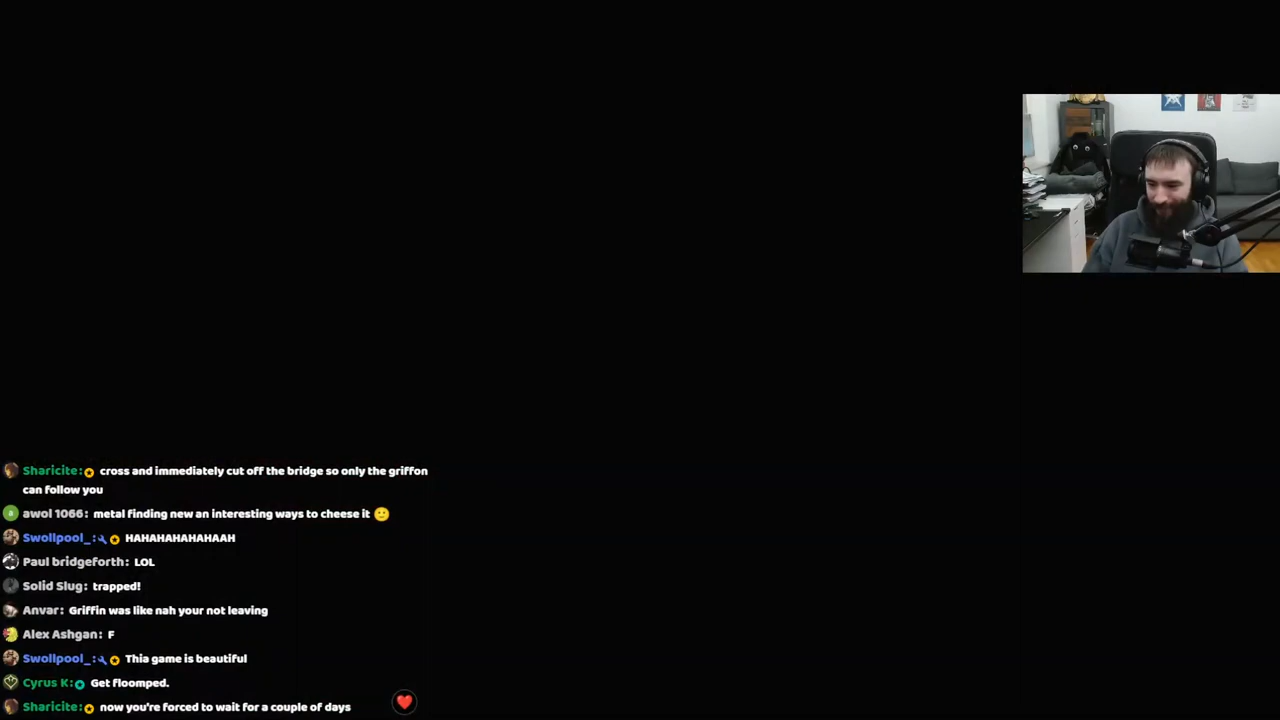 Sharicite: cross and immediately cut off the bridge so only the griffon
can follow you
awol 1066: metal finding new an interesting ways to cheese it 🙂
Swollpool_: HAHAHAHAHAHAAH
Paul bridgeforth: LOL
Solid Slug: trapped!
Anvar: Griffin was like nah your not leaving
Alex Ashgan: F
Swollpool_: Thia game is beautiful
Cyrus K: Get floomped.
Sharicite: now you're forced to wait for a couple of days